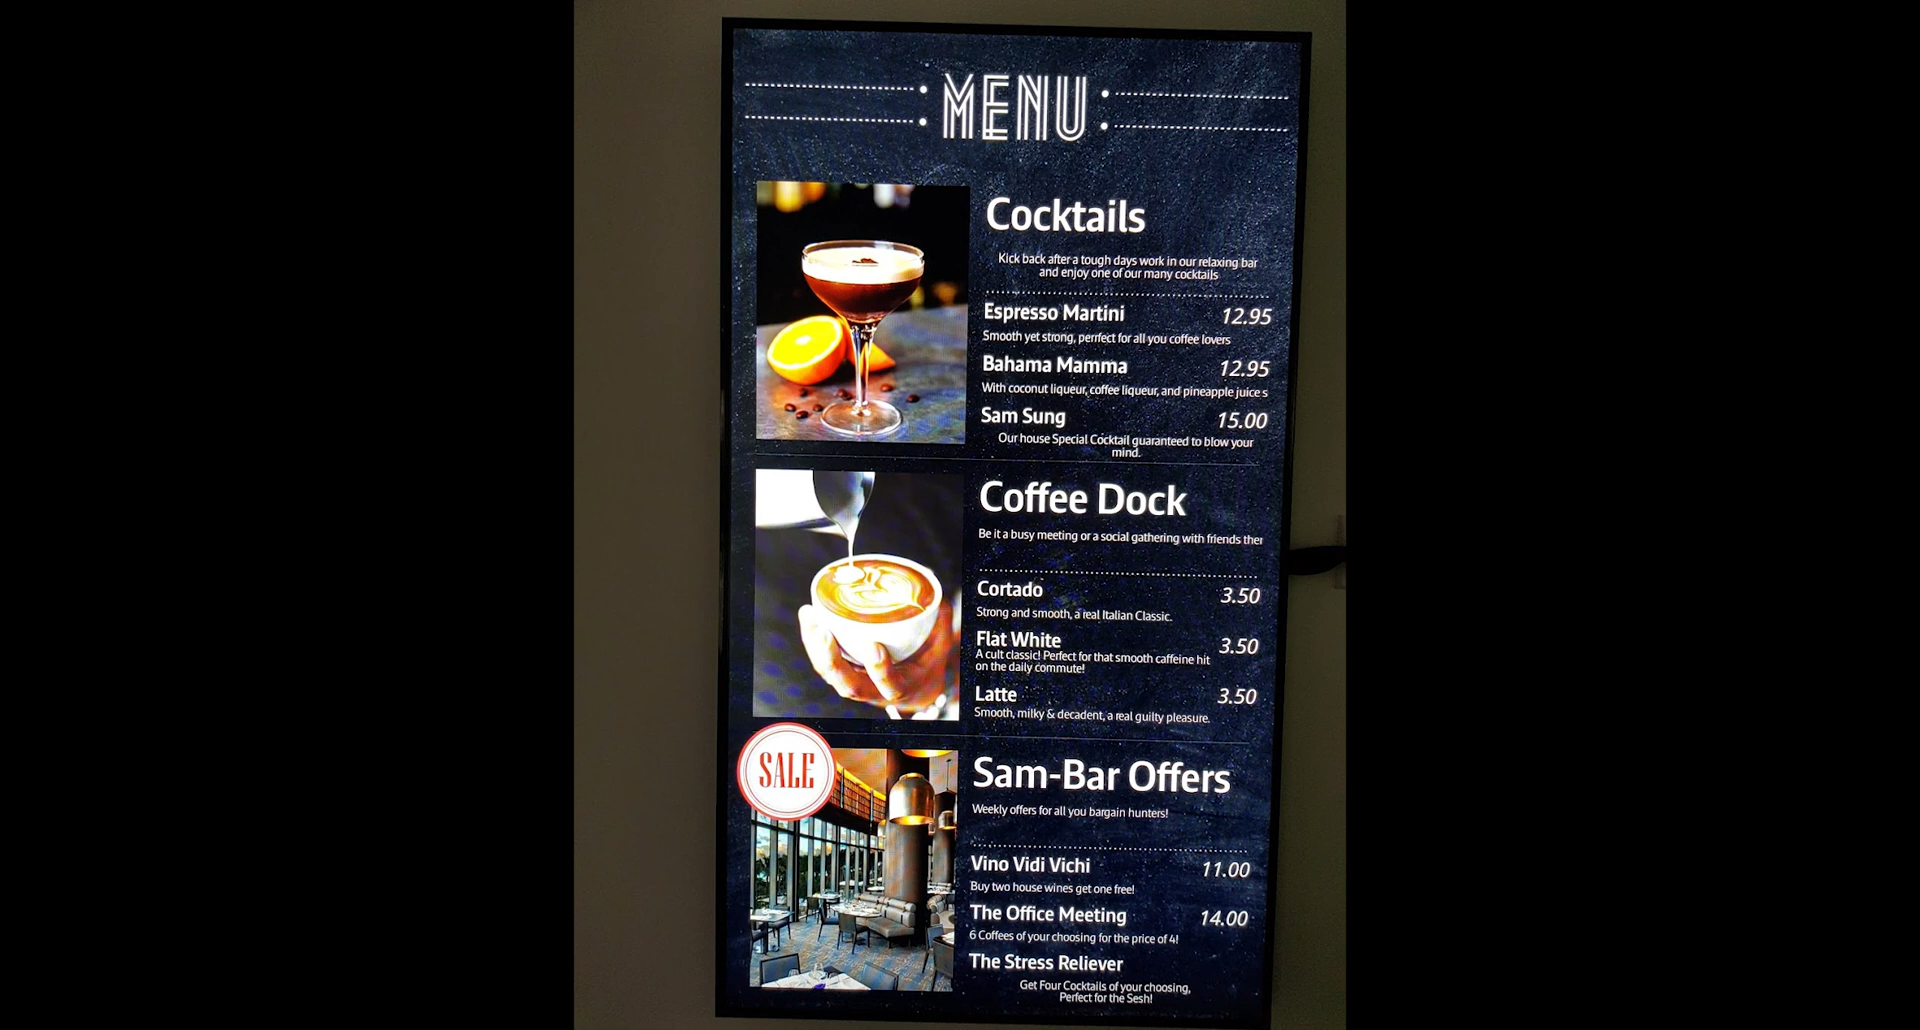 MENU
Cocktails
Kick back after a tough days work in our relaxing bar
and enjoy one of our many cocktails
Espresso Martini 12.95
Smooth yet strong, perrfect for all you coffee lovers
Bahama Mamma 12.95
With coconut liqueur, coffee liqueur, and pineapple juice s
Sam Sung 15.00
Our house Special Cocktail guaranteed to blow your
mind.
Coffee Dock
Be it a busy meeting or a social gathering with friends ther
Cortado 3.50
Strong and smooth, a real Italian Classic.
Flat White 3.50
A cult classic! Perfect for that smooth caffeine hit
on the daily commute!
Latte 3.50
Smooth, milky & decadent, a real guilty pleasure.
SALE
Sam-Bar Offers
Weekly offers for all you bargain hunters!
Vino Vidi Vichi 11.00
Buy two house wines get one free!
The Office Meeting 14.00
6 Coffees of your choosing for the price of 4!
The Stress Reliever
Get Four Cocktails of your choosing,
Perfect for the Sesh!